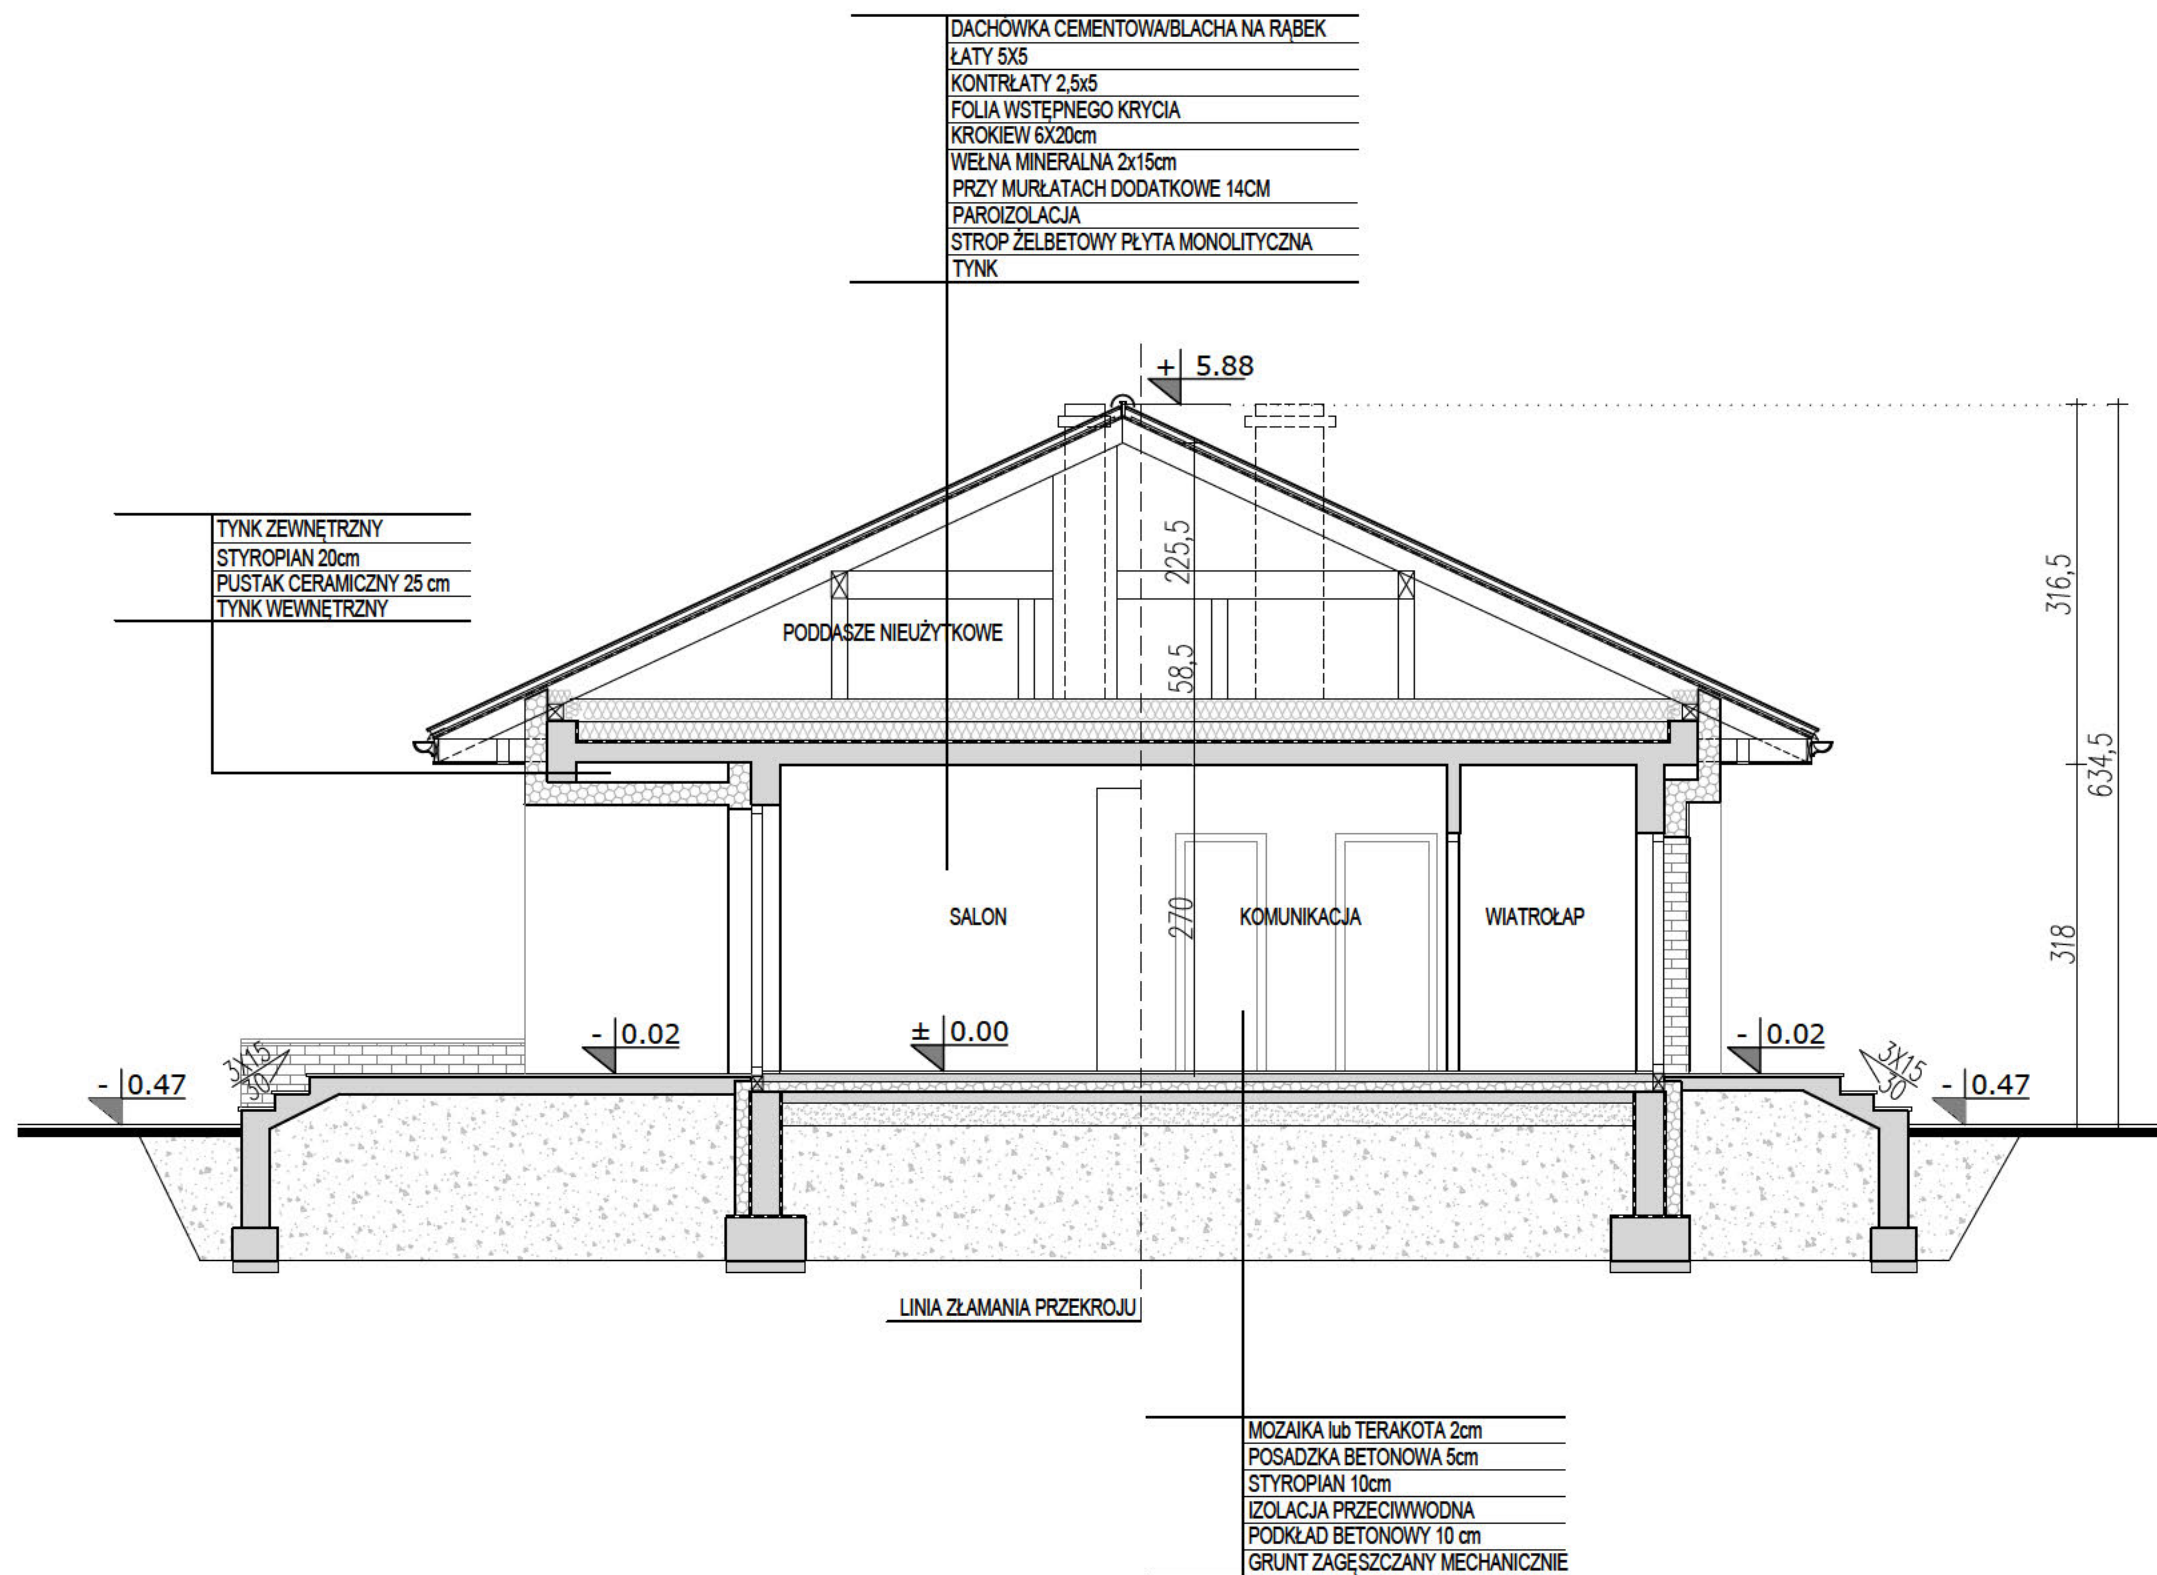 DACHÓWKA CEMENTOWA/BLACHA NA RĄBEK
ŁATY 5X5
KONTRŁATY 2,5x5
FOLIA WSTĘPNEGO KRYCIA
KROKIEW 6X20cm
WEŁNA MINERALNA 2x15cm
PRZY MURŁATACH DODATKOWE 14CM
PAROIZOLACJA
STROP ŻELBETOWY PŁYTA MONOLITYCZNA
TYNK
+ 5.88
TYNK ZEWNĘTRZNY
STYROPIAN 20cm
PUSTAK CERAMICZNY 25 cm
TYNK WEWNĘTRZNY
225,5
316,5
PODDASZE NIEUŻYTKOWE
58,5
634,5
SALON
270
KOMUNIKACJA
WIATROŁAP
318
- 0.02
± 0.00
- 0.02
3X15
30
- 0.47
3X15
30
- 0.47
LINIA ZŁAMANIA PRZEKROJU
MOZAIKA lub TERAKOTA 2cm
POSADZKA BETONOWA 5cm
STYROPIAN 10cm
IZOLACJA PRZECIWWODNA
PODKŁAD BETONOWY 10 cm
GRUNT ZAGĘSZCZANY MECHANICZNIE